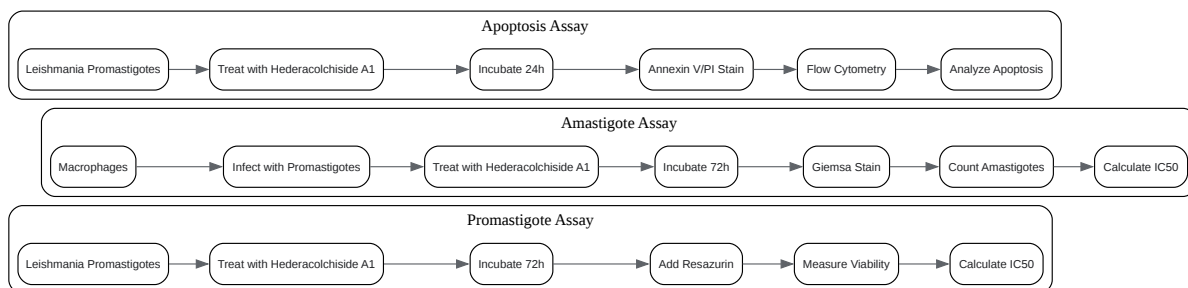 Apoptosis Assay
Leishmania Promastigotes
Treat with Hederacolchiside A1
Incubate 24h
Annexin V/PI Stain
Flow Cytometry
Analyze Apoptosis
Amastigote Assay
Macrophages
Infect with Promastigotes
Treat with Hederacolchiside A1
Incubate 72h
Giemsa Stain
Count Amastigotes
Calculate IC50
Promastigote Assay
Leishmania Promastigotes
Treat with Hederacolchiside A1
Incubate 72h
Add Resazurin
Measure Viability
Calculate IC50